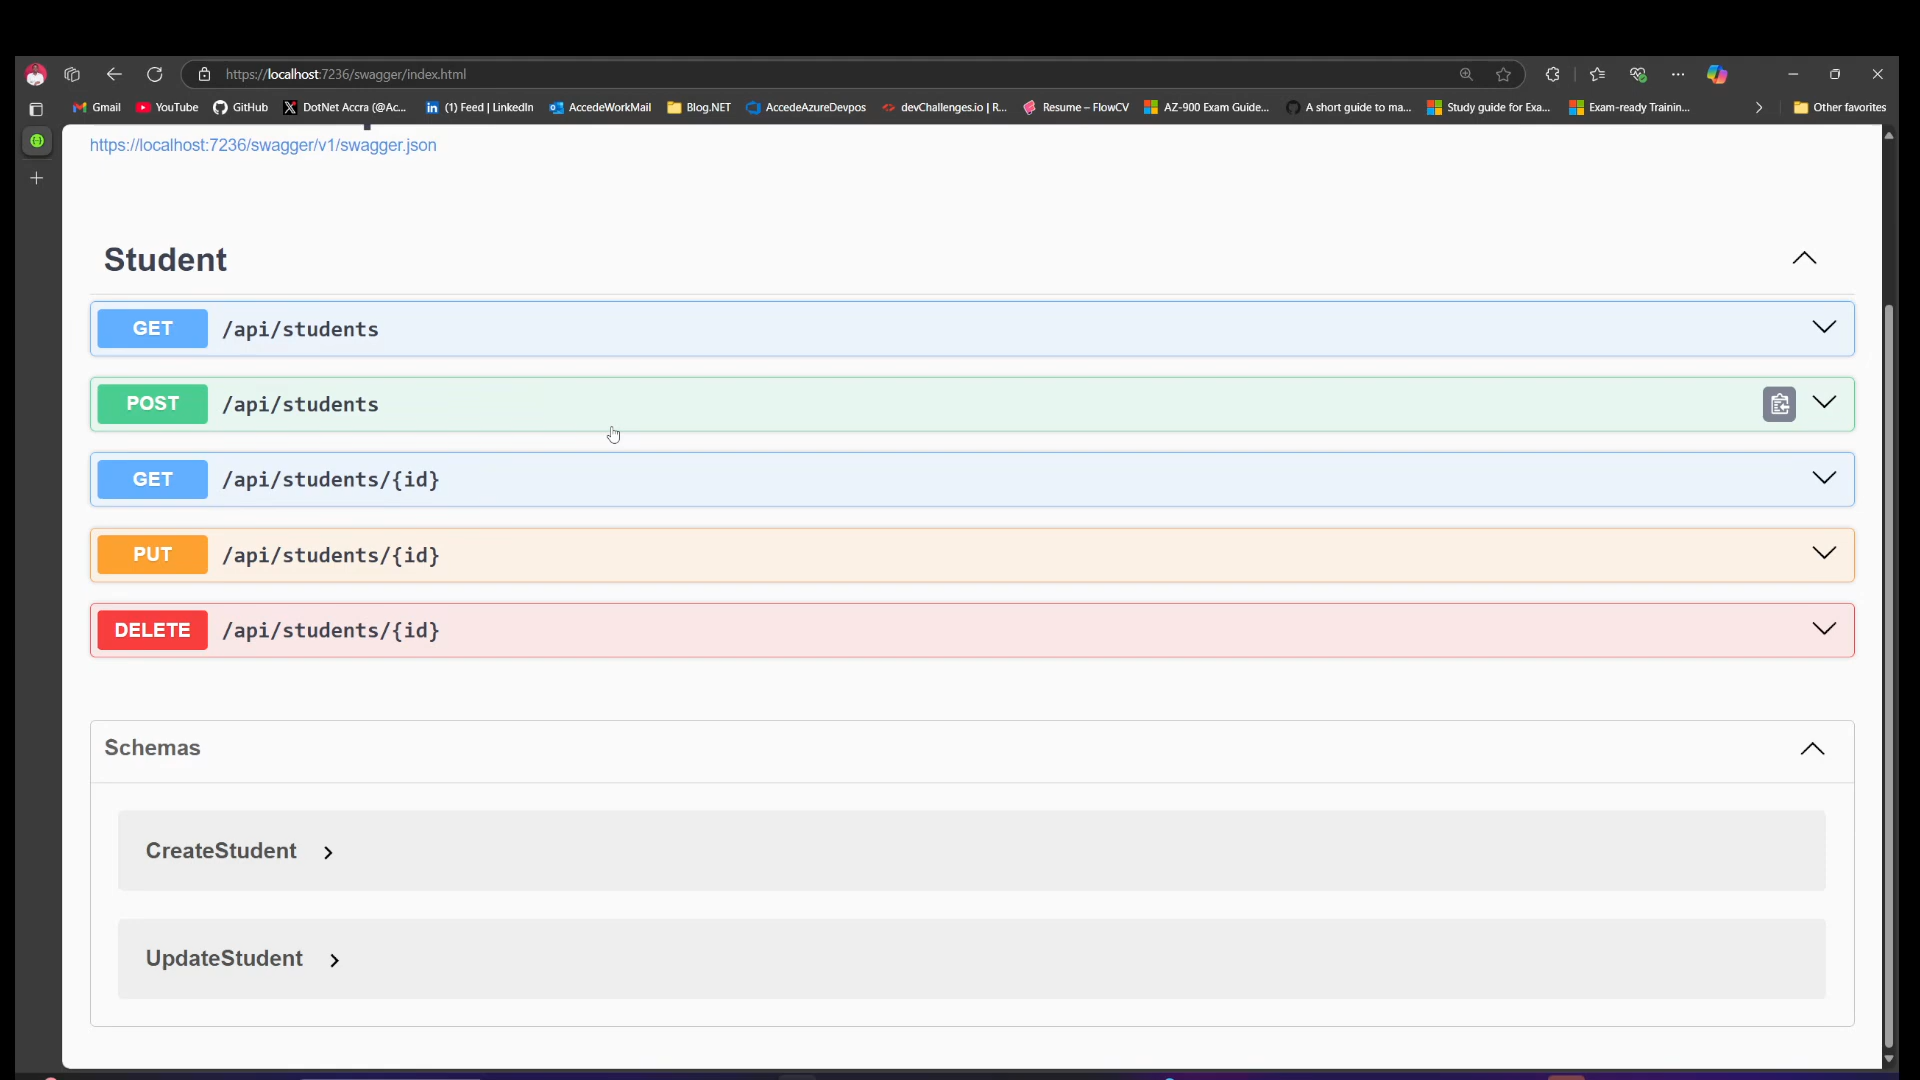 https://localhost:7236/swagger/index.html
Gmail
YouTube
GitHub
DotNet Accra (@Ac...
(1) Feed | LinkedIn
AccedeWorkMail
Blog.NET
AccedeAzureDevpos
devChallenges.io | R...
Resume – FlowCV
AZ-900 Exam Guide...
A short guide to ma...
Study guide for Exa...
Exam-ready Trainin...
Other favorites
https://localhost:7236/swagger/v1/swagger.json
Student
GET /api/students
POST /api/students
GET /api/students/{id}
PUT /api/students/{id}
DELETE /api/students/{id}
Schemas
CreateStudent
UpdateStudent